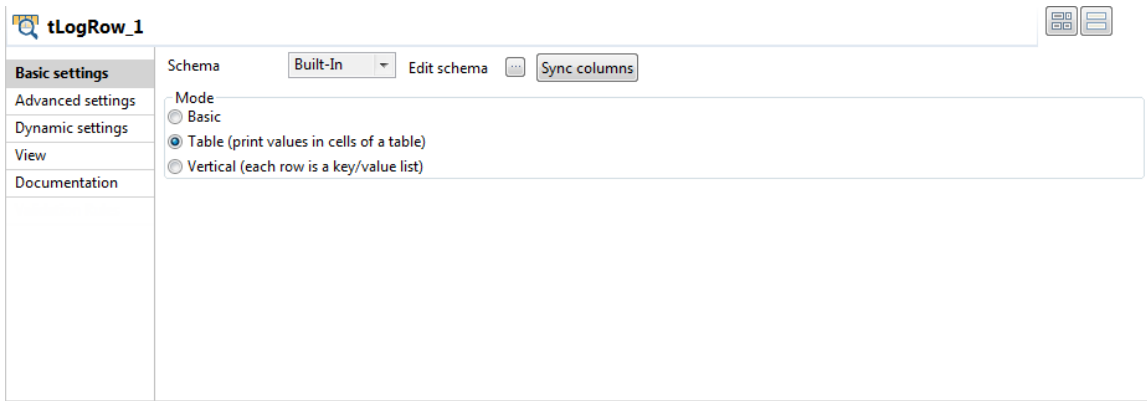 tLogRow_1
Basic settings
Advanced settings
Dynamic settings
View
Documentation
Schema Built-In Edit schema ... Sync columns
Mode
Basic
Table (print values in cells of a table)
Vertical (each row is a key/value list)